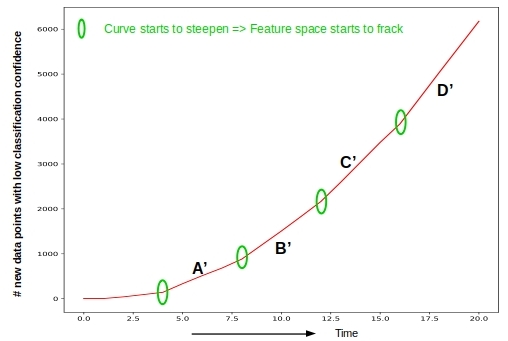 Curve starts to steepen => Feature space starts to frack
# new data points with low classification confidence
6000
5000
4000
3000
2000
1000
0
A’
B’
C’
D’
0.0 2.5 5.0 7.5 10.0 12.5 15.0 17.5 20.0
Time